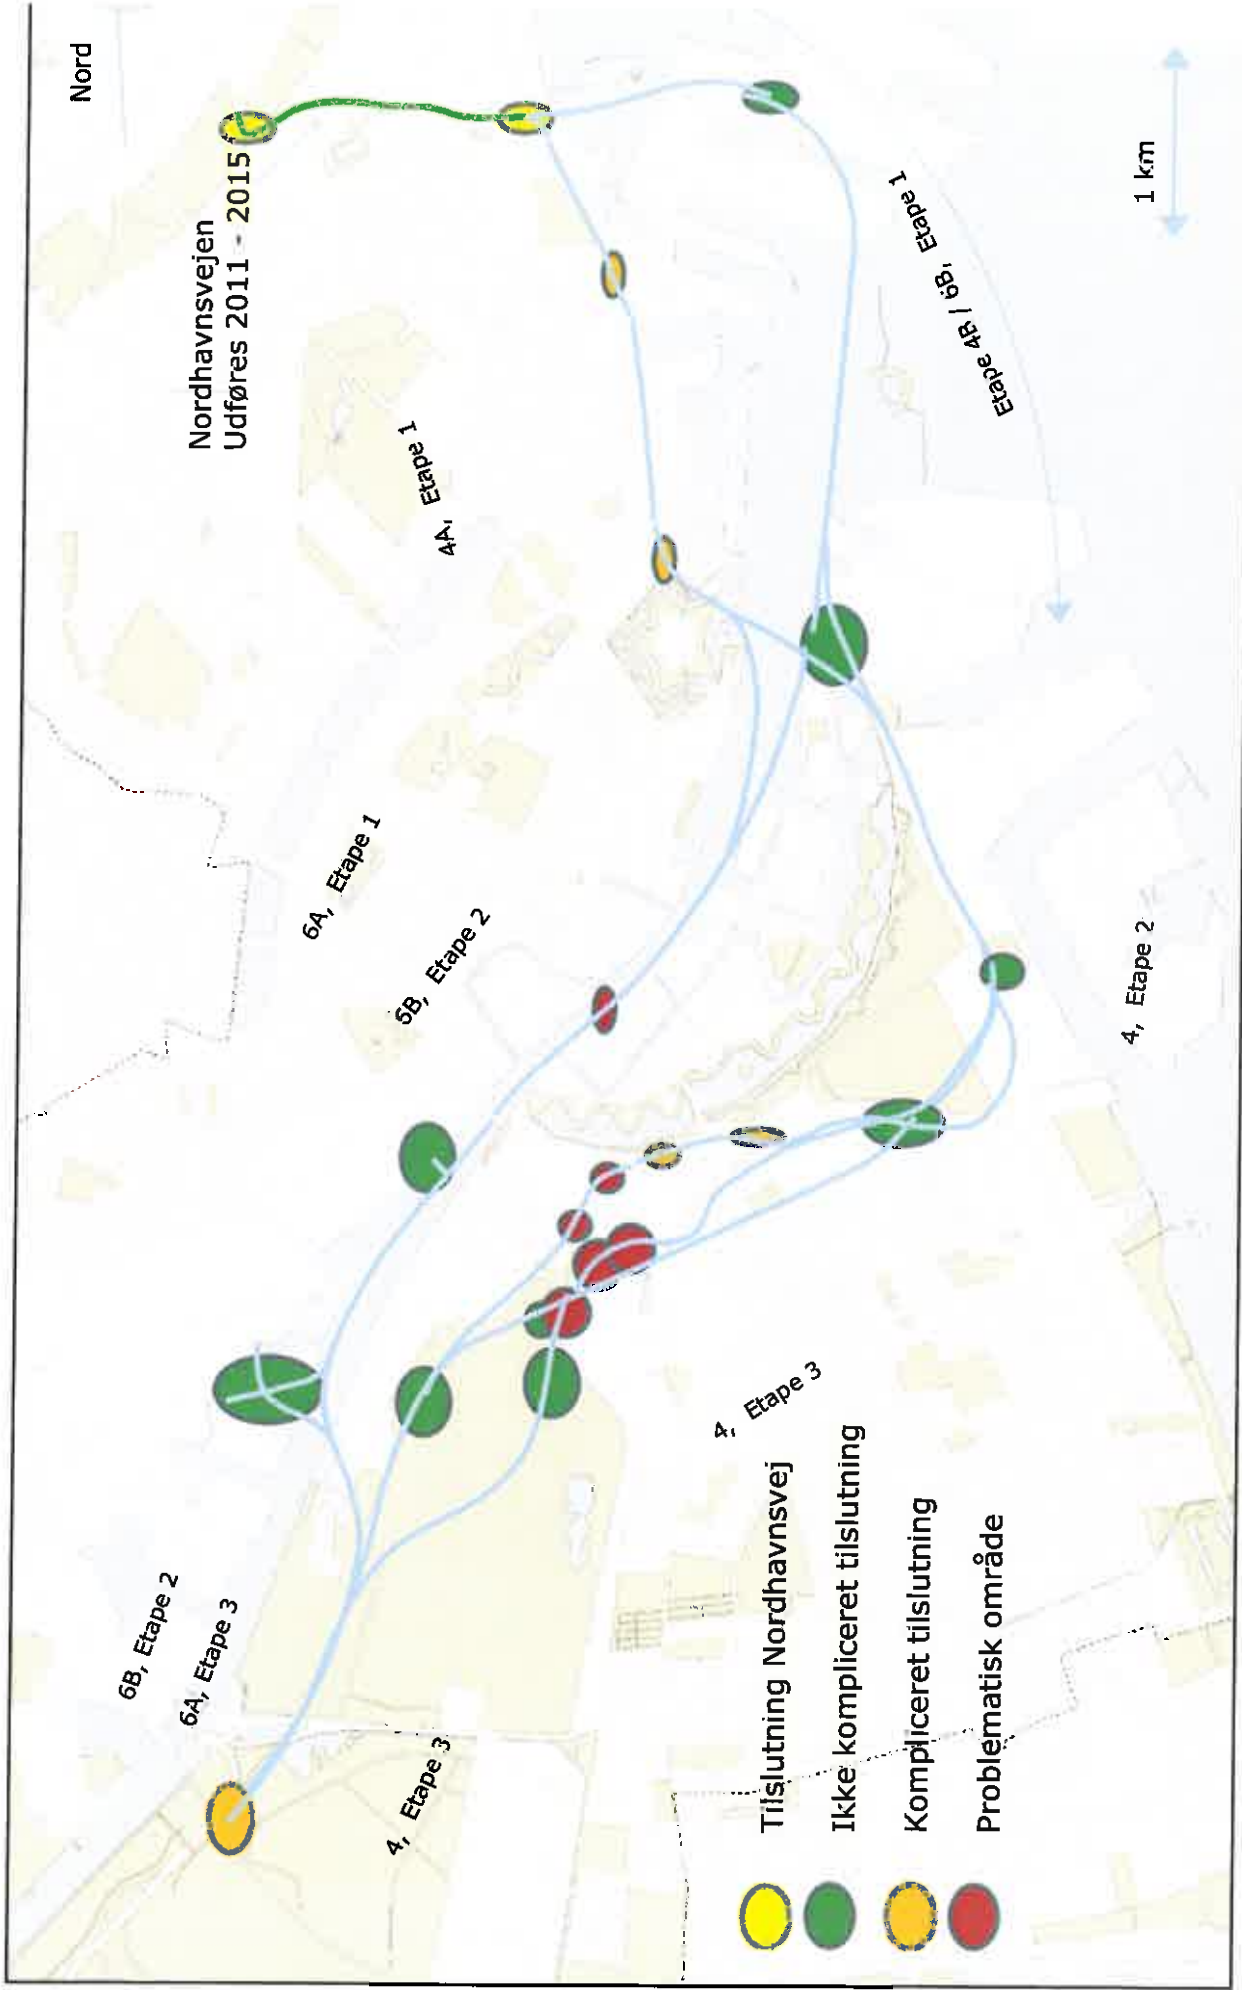 Nord
Nordhavnsvejen
Udføres 2011 - 2015
4A, Etape 1
Etape 4B / 6B, Etape 1
1 km
6A, Etape 1
6B, Etape 2
4, Etape 2
4, Etape 3
6B, Etape 2
6A, Etape 3
4, Etape 3
Tilslutning Nordhavnsvej
Ikke kompliceret tilslutning
Kompliceret tilslutning
Problematisk område